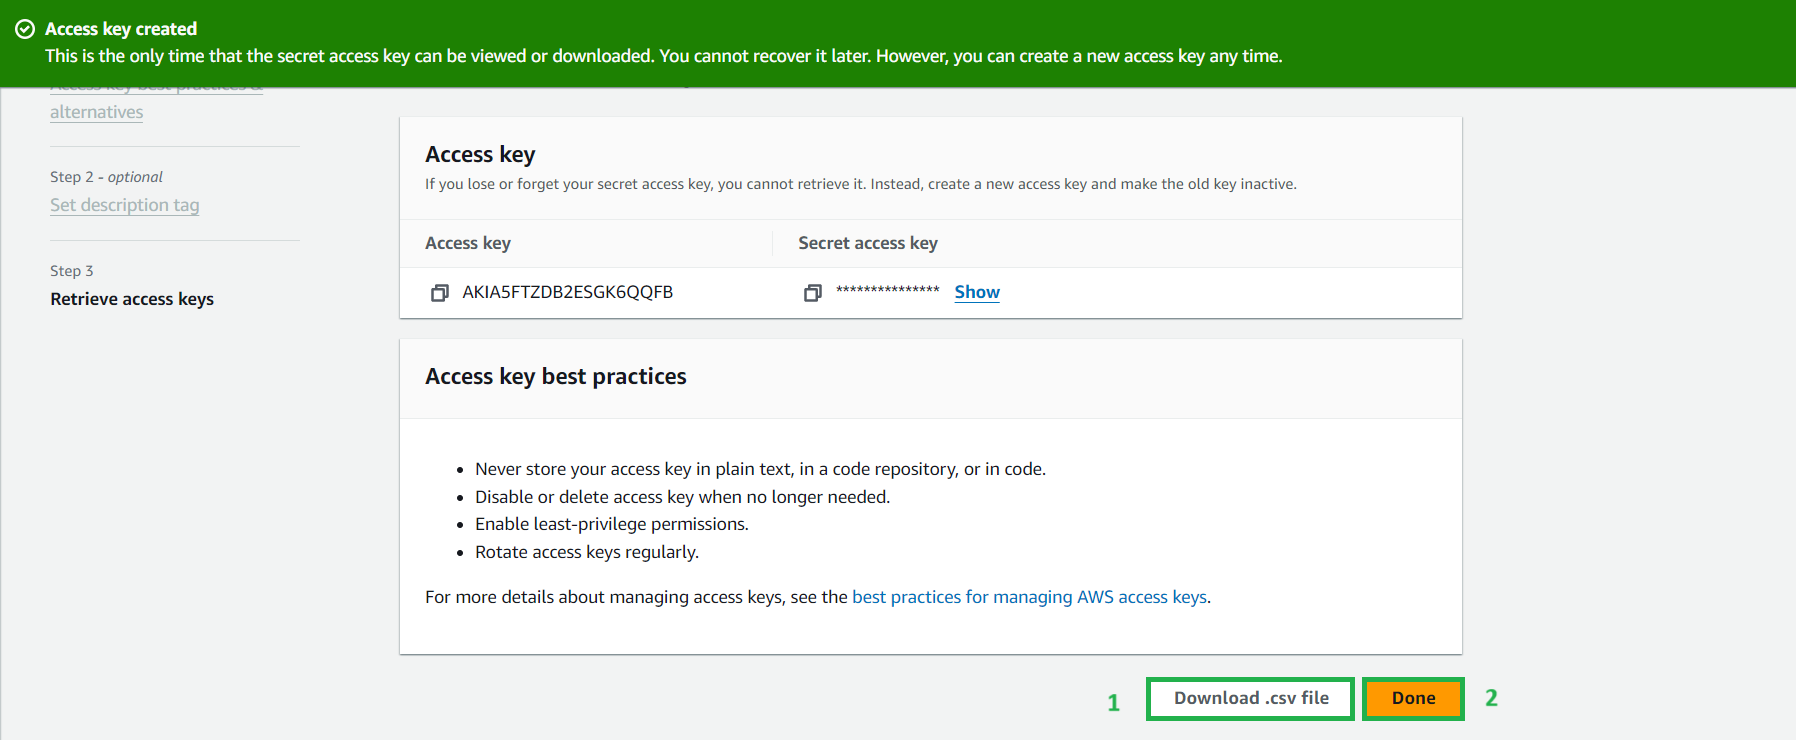 Access key created
This is the only time that the secret access key can be viewed or downloaded. You cannot recover it later. However, you can create a new access key any time.
Access key best practices &
alternatives
Step 2 - optional
Set description tag
Step 3
Retrieve access keys
Access key
If you lose or forget your secret access key, you cannot retrieve it. Instead, create a new access key and make the old key inactive.
Access key Secret access key
AKIA5FTZDB2ESGK6QQFB *************** Show
Access key best practices
• Never store your access key in plain text, in a code repository, or in code.
• Disable or delete access key when no longer needed.
• Enable least-privilege permissions.
• Rotate access keys regularly.
For more details about managing access keys, see the best practices for managing AWS access keys.
1 Download .csv file Done 2